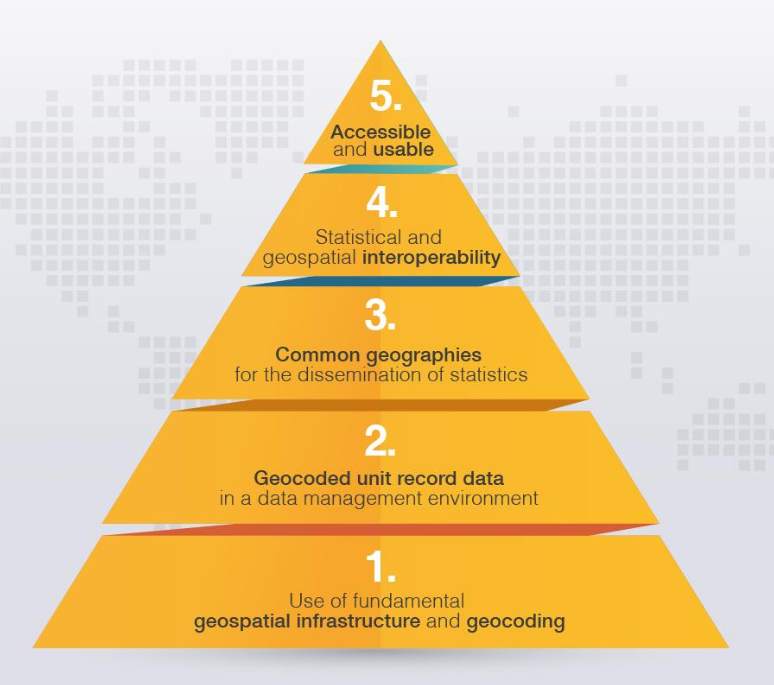 5.
Accessible
and usable
4.
Statistical and
geospatial interoperability
3.
Common geographies
for the dissemination of statistics
2.
Geocoded unit record data
in a data management environment
1.
Use of fundamental
geospatial infrastructure and geocoding